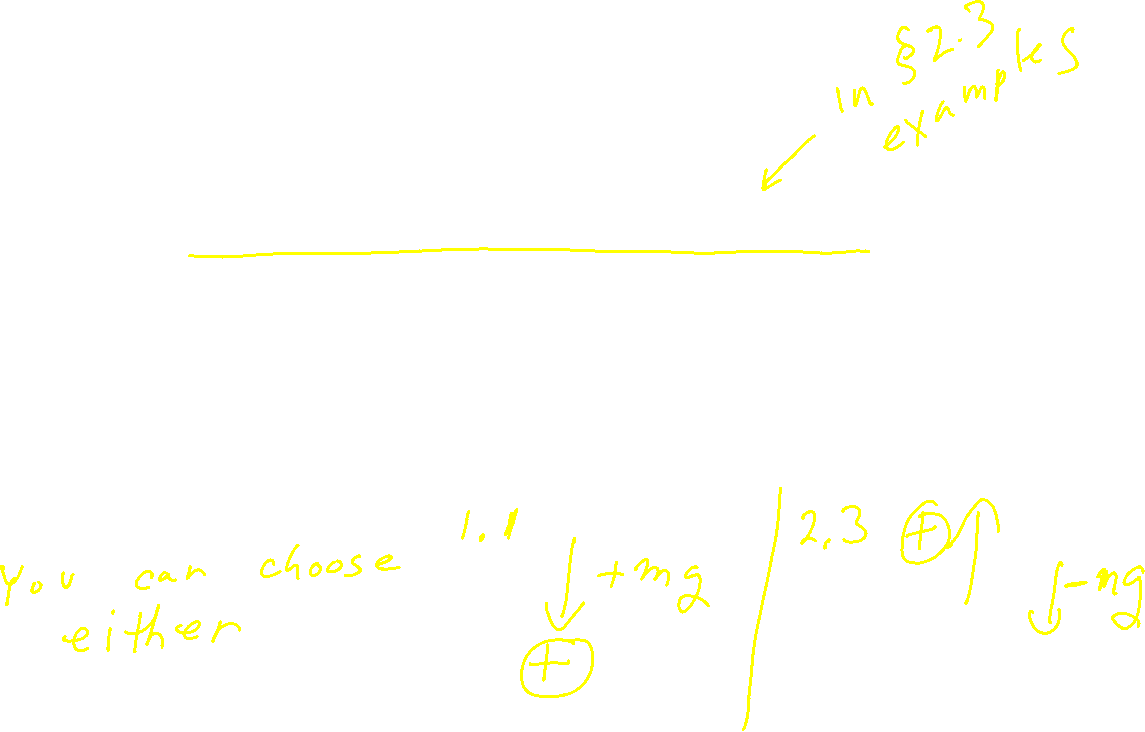 in §2.3
examples
You can choose
either
1.1
+mg
+
2.3 +
-mg